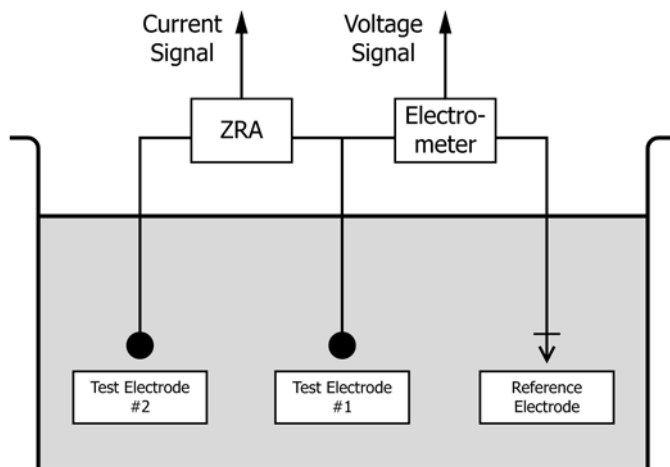 Current
Signal
Voltage
Signal
ZRA
Electro-
meter
Test Electrode
#2
Test Electrode
#1
Reference
Electrode